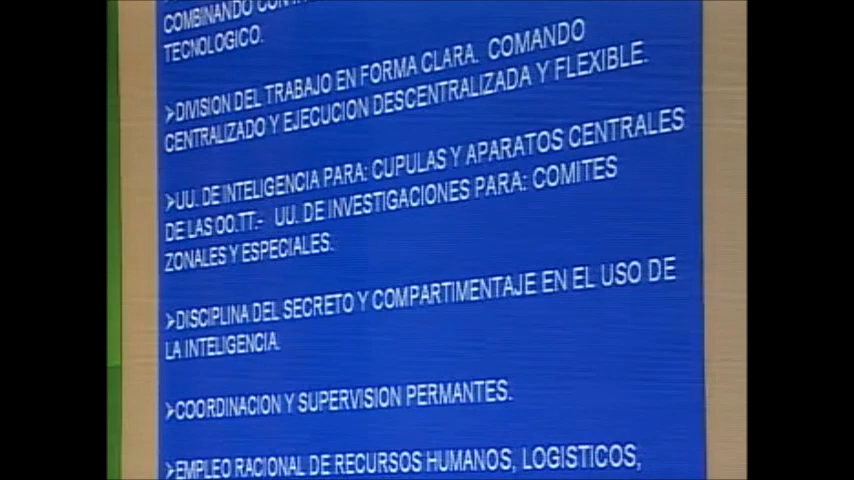 COMBINANDO
TECNOLOGICO.
➢DIVISION DEL TRABAJO EN FORMA CLARA. COMANDO
CENTRALIZADO Y EJECUCION DESCENTRALIZADA Y FLEXIBLE.
➢UU. DE INTELIGENCIA PARA: CUPULAS Y APARATOS CENTRALES
DE LAS OO.TT.- UU. DE INVESTIGACIONES PARA: COMITES
ZONALES Y ESPECIALES.
➢DISCIPLINA DEL SECRETO Y COMPARTIMENTAJE EN EL USO DE
LA INTELIGENCIA.
➢COORDINACION Y SUPERVISION PERMANTES.
➢EMPLEO RACIONAL DE RECURSOS HUMANOS, LOGISTICOS,